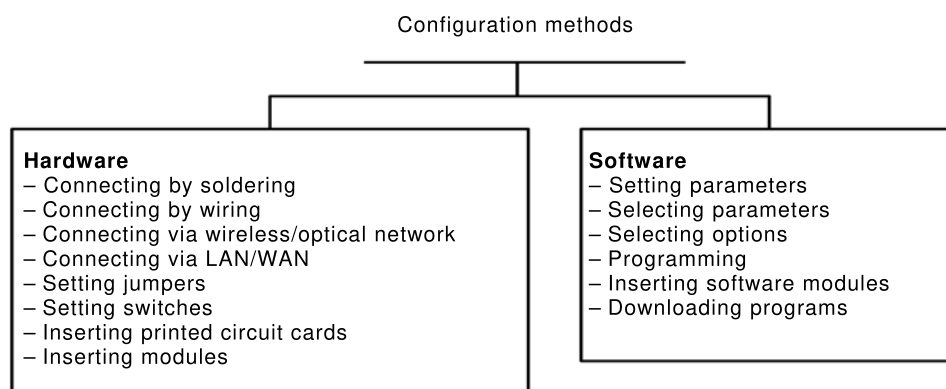 Configuration methods
Hardware
– Connecting by soldering
– Connecting by wiring
– Connecting via wireless/optical network
– Connecting via LAN/WAN
– Setting jumpers
– Setting switches
– Inserting printed circuit cards
– Inserting modules
Software
– Setting parameters
– Selecting parameters
– Selecting options
– Programming
– Inserting software modules
– Downloading programs